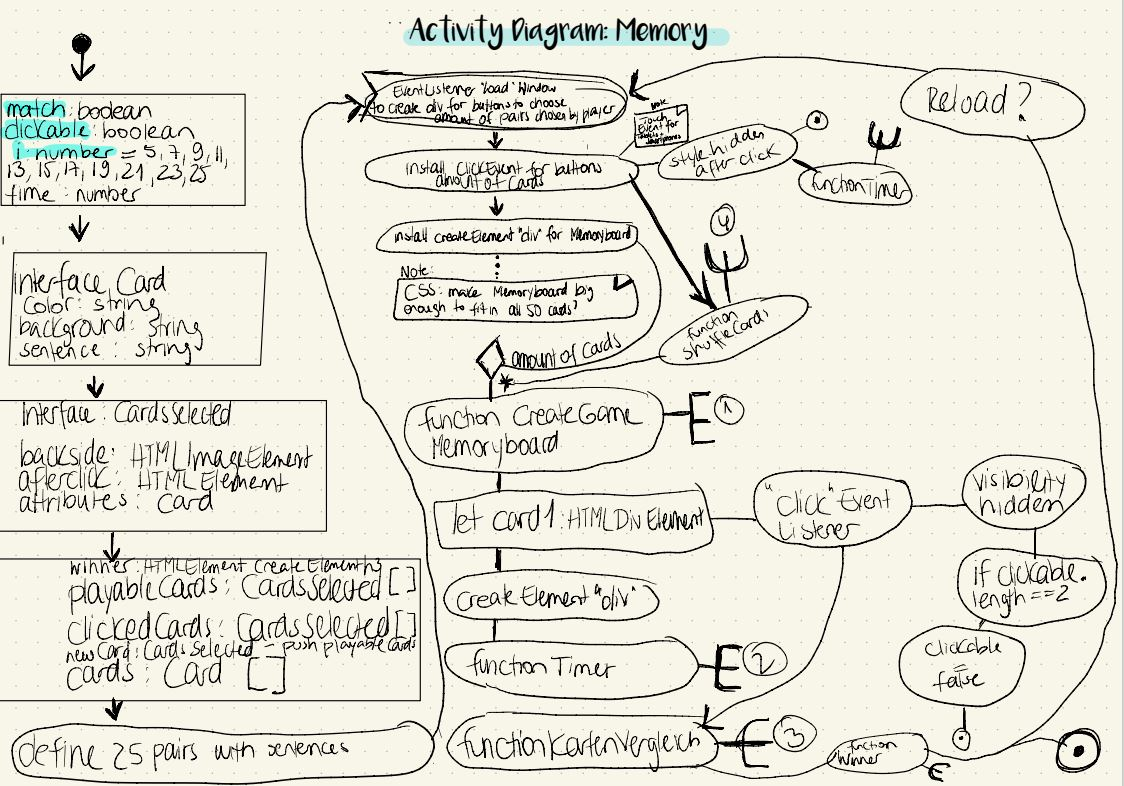 Activity Diagram: Memory
match: boolean
clickable: boolean
i: number = 5, 7, 9, 11,
13, 15, 17, 19, 21, 23, 25
time: number
Interface Card
color: string
background: string
sentence: string
Interface: CardsSelected
backside: HTMLImageElement
afterclick: HTMLElement
attributes: Card
winner: HTMLElement CreateElement h3
playableCards: CardsSelected []
clickedCards: CardsSelected []
newCard: CardsSelected - push playableCards
cards: Card []
define 25 pairs with sentences
EventListener "load" Window
to create div for buttons to choose
amount of pairs chosen by player
Note
Touch
Event for
install ClickEvent for buttons
amount of Cards
style hidden
after click
functionTimer
install createElement "div" for Memoryboard
Note:
CSS: make Memoryboard big
enough to fit in all 50 cards?
4
function
shuffleCards
amount of Cards
*
function CreateGame
Memoryboard
1
let card1: HTMLDivElement
"Click" Event
Listener
visibility
hidden
if clickable.
length == 2
clickable
=
false
Create Element "div"
function Timer
2
functionKartenVergleich
3
function
Winner
E
Reload?